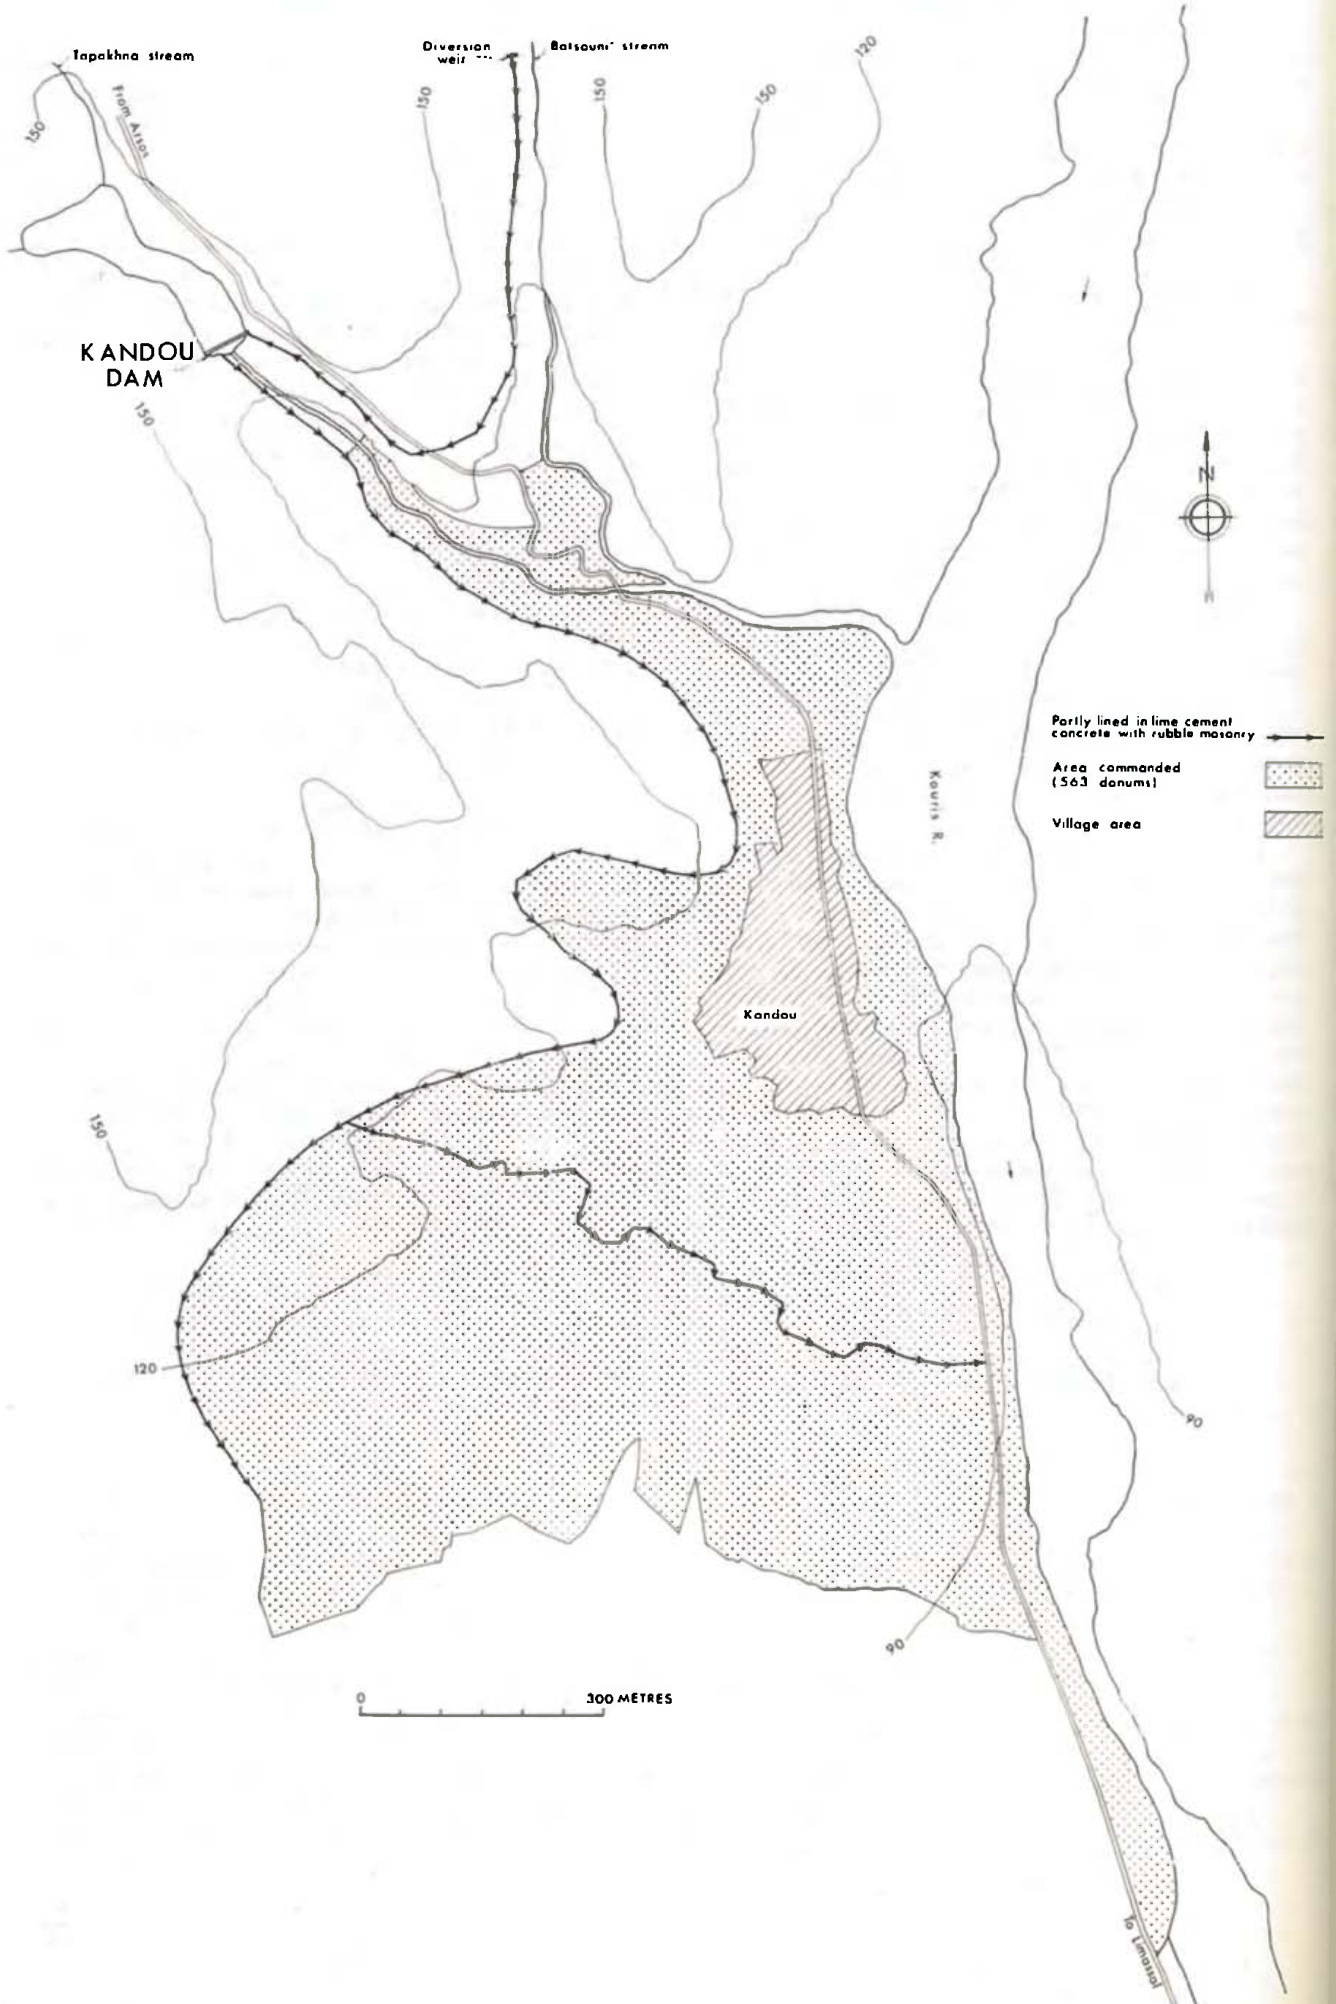 Tapakhna stream
Diversion
weir
Batsouni stream
120
150
150
150
150
From Arsos
KANDOU
DAM
150
N
Partly lined in lime cement
concrete with rubble masonry
Area commanded
(563 donums)
Village area
Kouris R.
Kandou
150
120
90
90
0
300 METRES
To Limassol